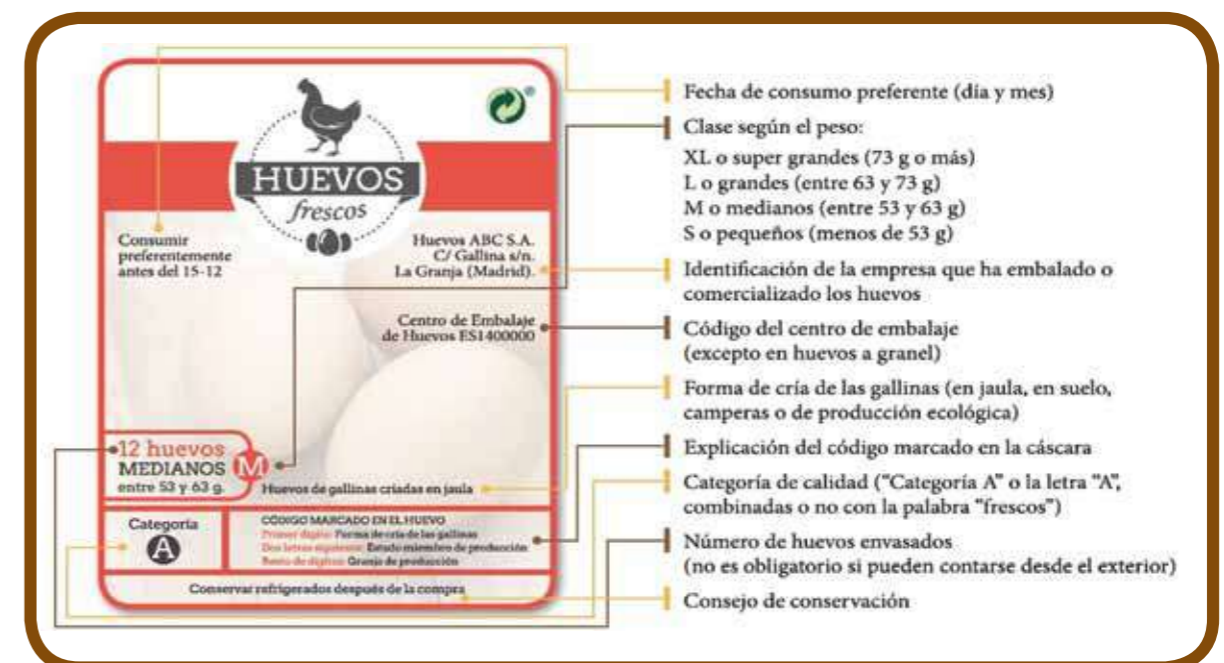 HUEVOS
frescos
Consumir
preferentemente
antes del 15-12
Huevos ABC S.A.
C/ Gallina s/n.
La Granja (Madrid).
Centro de Embalaje
de Huevos ES1400000
12 huevos
MEDIANOS
entre 53 y 63 g.
M
Huevos de gallinas criadas en jaula
Categoría
A
CÓDIGO MARCADO EN EL HUEVO
Primer dígito: Forma de cría de las gallinas
Dos letras siguientes: Estado miembro de producción
Resto de dígitos: Granja de producción
Conservar refrigerados después de la compra
Fecha de consumo preferente (día y mes)
Clase según el peso:
XL o super grandes (73 g o más)
L o grandes (entre 63 y 73 g)
M o medianos (entre 53 y 63 g)
S o pequeños (menos de 53 g)
Identificación de la empresa que ha embalado o
comercializado los huevos
Código del centro de embalaje
(excepto en huevos a granel)
Forma de cría de las gallinas (en jaula, en suelo,
camperas o de producción ecológica)
Explicación del código marcado en la cáscara
Categoría de calidad (“Categoría A” o la letra “A”,
combinadas o no con la palabra “frescos”)
Número de huevos envasados
(no es obligatorio si pueden contarse desde el exterior)
Consejo de conservación